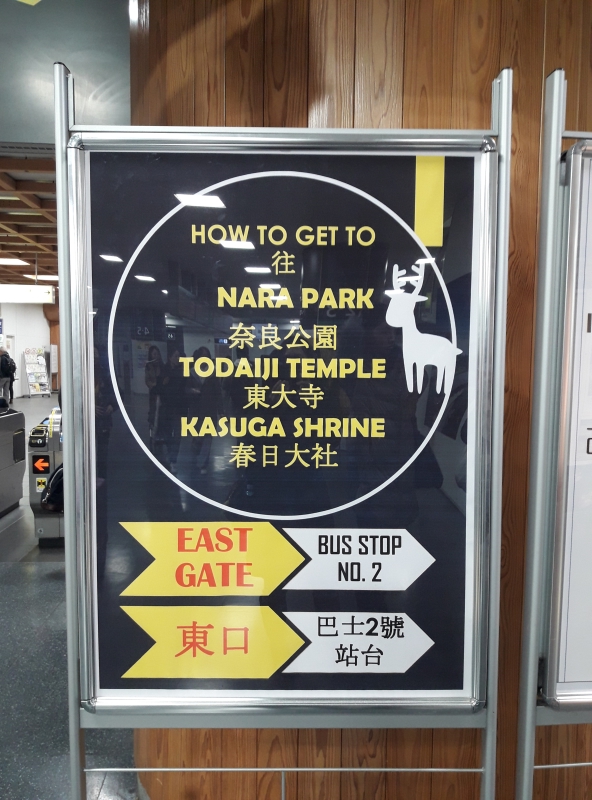 HOW TO GET TO
往
NARA PARK
奈良公園
TODAIJI TEMPLE
東大寺
KASUGA SHRINE
春日大社
EAST
GATE
BUS STOP
NO. 2
東口
巴士2號
站台